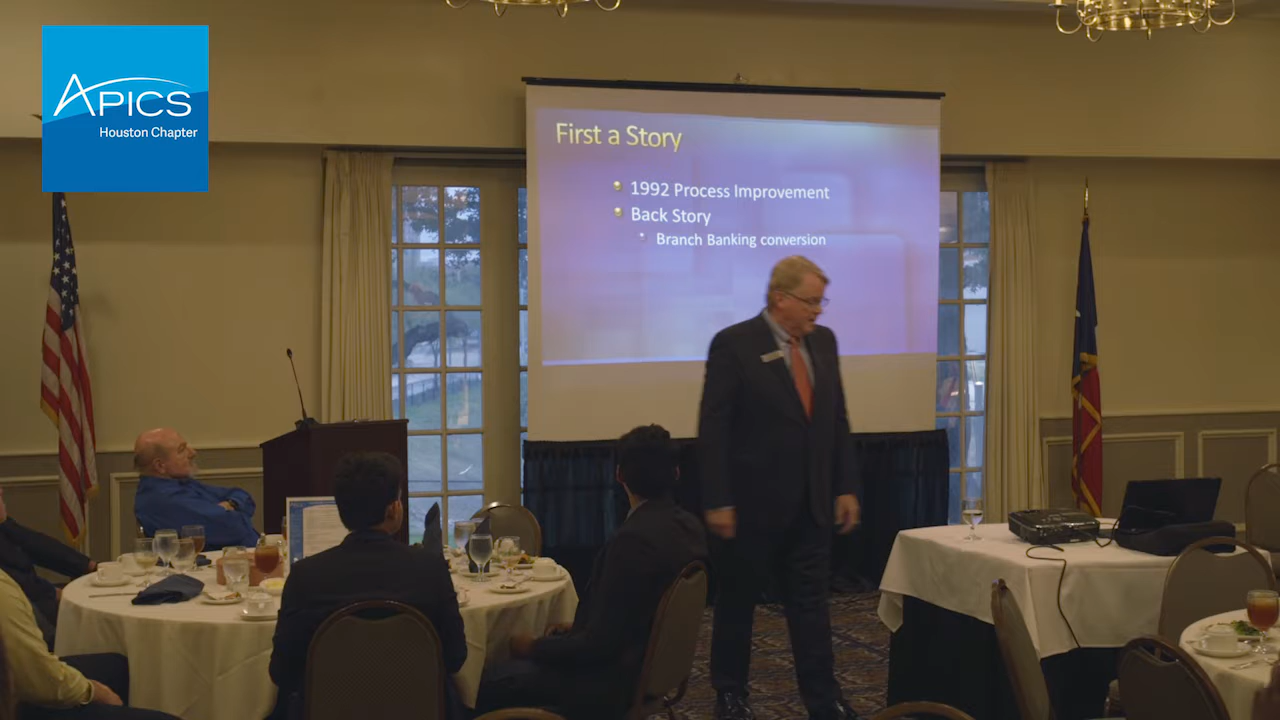 APICS
Houston Chapter
First a Story
1992 Process Improvement
Back Story
Branch Banking conversion